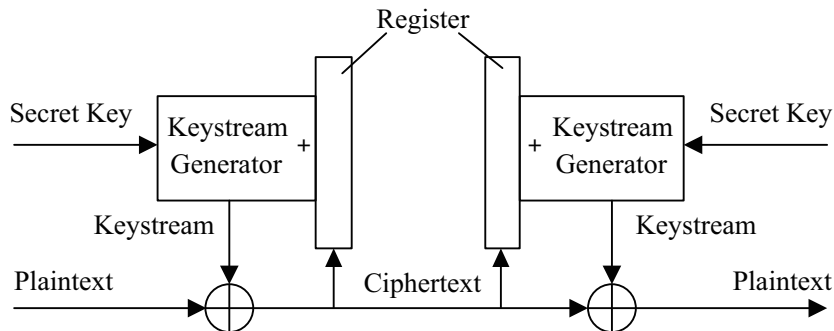 Register
Secret Key
Secret Key
Keystream
Generator
+
+
Keystream
Generator
Keystream
Keystream
Plaintext
Ciphertext
Plaintext